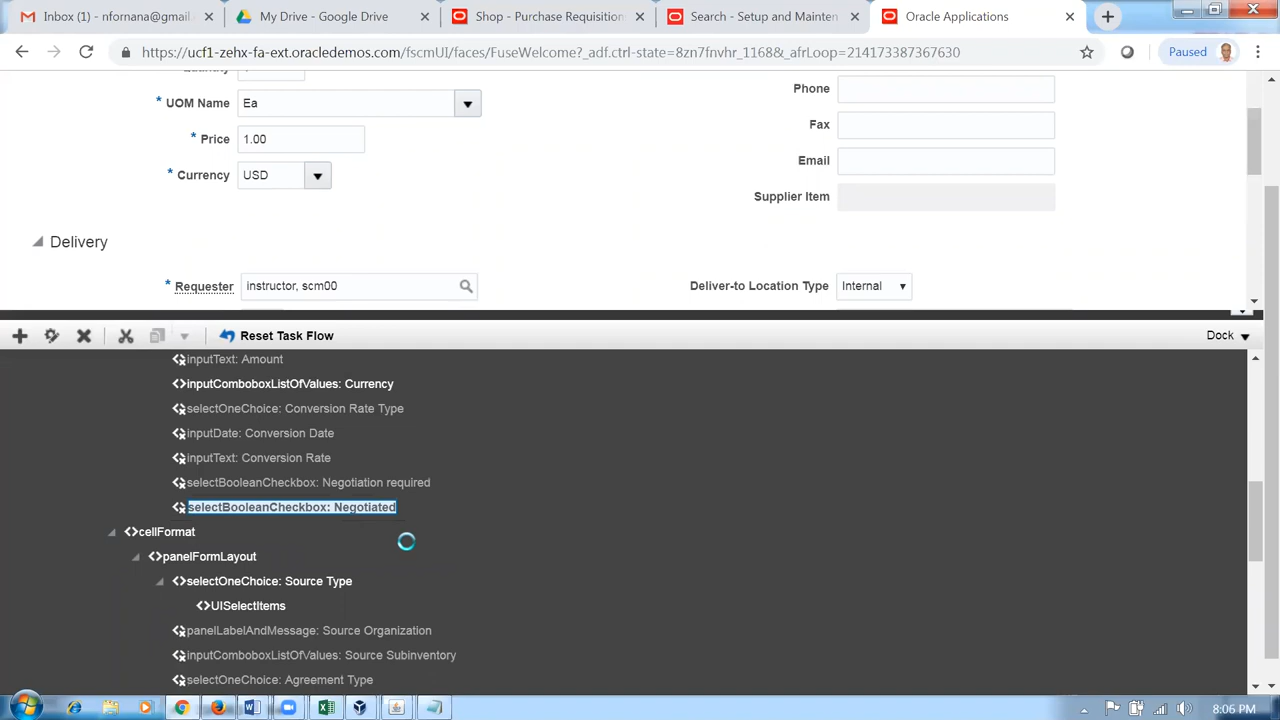 Inbox (1) - nfornana@gmai
My Drive - Google Drive
Shop - Purchase Requisition
Search - Setup and Mainten
Oracle Applications
https://ucf1-zehx-fa-ext.oracledemos.com/fscmUI/faces/FuseWelcome?_adf.ctrl-state=8zn7fnvhr_1168&_afrLoop=214173387367630
Paused
Quantity
* UOM Name Ea
* Price 1.00
* Currency USD
Phone
Fax
Email
Supplier Item
Delivery
* Requester instructor, scm00
Deliver-to Location Type Internal
Reset Task Flow
Dock
inputText: Amount
<>inputComboboxListOfValues: Currency
selectOneChoice: Conversion Rate Type
inputDate: Conversion Date
inputText: Conversion Rate
selectBooleanCheckbox: Negotiation required
selectBooleanCheckbox: Negotiated
<>cellFormat
<>panelFormLayout
<>selectOneChoice: Source Type
<>UISelectItems
panelLabelAndMessage: Source Organization
inputComboboxListOfValues: Source Subinventory
selectOneChoice: Agreement Type
8:06 PM